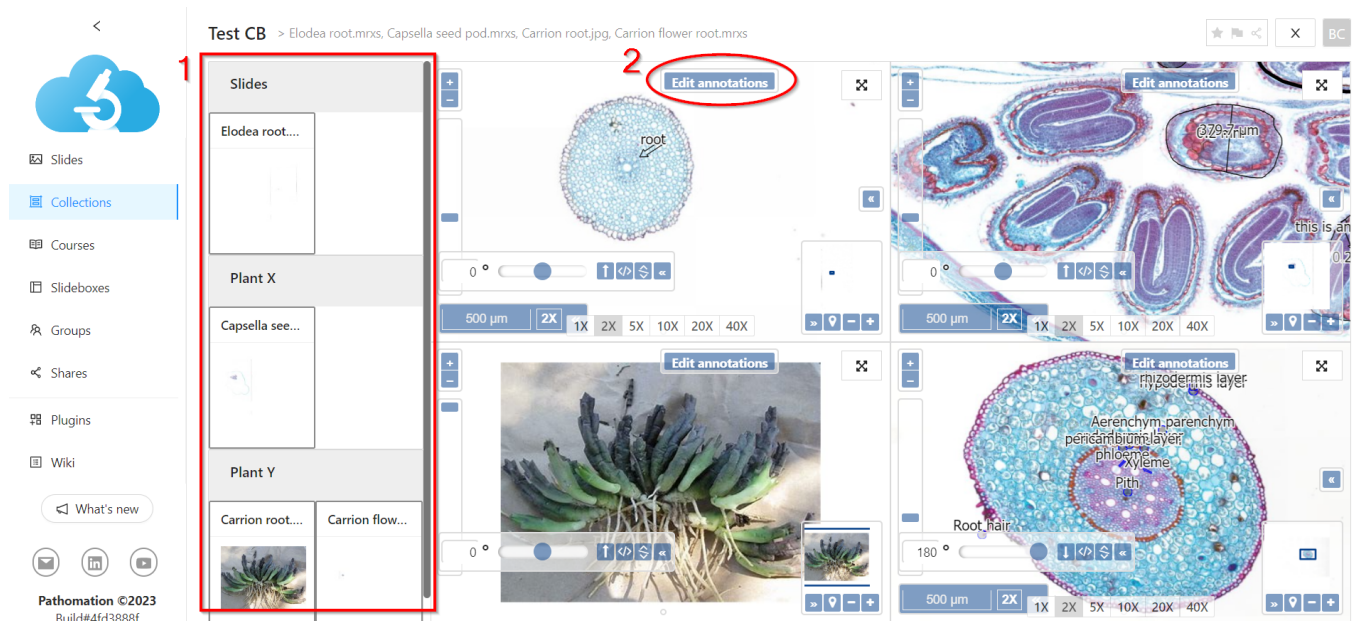 Test CB > Elodea root.mrxs, Capsella seed pod.mrxs, Carrion root.jpg, Carrion flower root.mrxs
BC
1
2
Slides
Collections
Courses
Slideboxes
Groups
Shares
Plugins
Wiki
What's new
Pathomation ©2023
Build#4fd3888f
Slides
Elodea root....
Plant X
Capsella see...
Plant Y
Carrion root....
Carrion flow...
Edit annotations
root
0 °
500 µm
2X
1X 2X 5X 10X 20X 40X
Edit annotations
379.7µm
this is an
0.2
0 °
500 µm
2X
1X 2X 5X 10X 20X 40X
Edit annotations
0 °
Edit annotations
rhizodermis layer
hypodermis layer
Aerenchym parenchym
pericambium layer
phloeme
Xyleme
Pith
Root hair
180 °
500 µm
2X
1X 2X 5X 10X 20X 40X